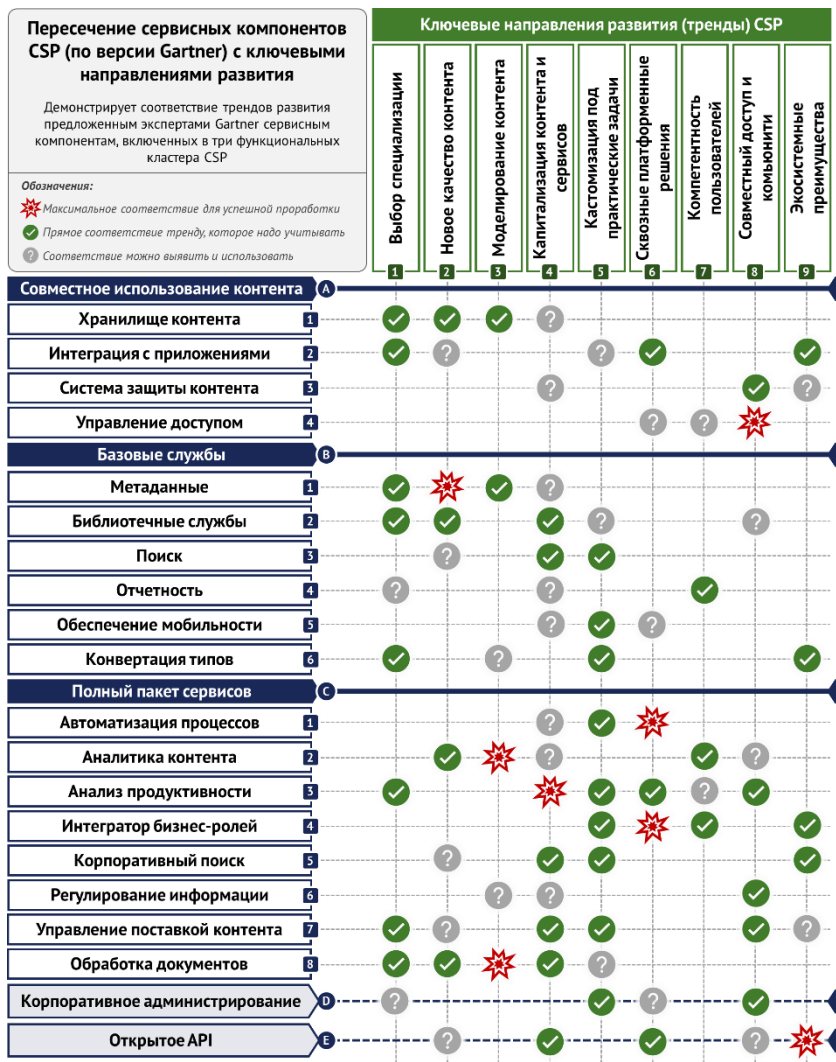 Пересечение сервисных компонентов
CSP (по версии Gartner) с ключевыми
направлениями развития
Демонстрирует соответствие трендов развития
предложенным экспертами Gartner сервисным
компонентам, включенных в три функциональных
кластера CSP
Обозначения:
Максимальное соответствие для успешной проработки
Прямое соответствие тренду, которое надо учитывать
? Соответствие можно выявить и использовать
Ключевые направления развития (тренды) CSP
Выбор специализации
1
Новое качество контента
2
Моделирование контента
3
Капитализация контента и
сервисов
4
Кастомизация под
практические задачи
5
Сквозные платформенные
решения
6
Компетентность
пользователей
7
Совместный доступ и
комьюнити
8
Экосистемные
преимущества
9
Совместное использование контента A
Хранилище контента 1 ?
Интеграция с приложениями 2 ? ?
Система защиты контента 3 ? ?
Управление доступом 4 ? ?
Базовые службы B
Метаданные 1 ?
Библиотечные службы 2 ? ?
Поиск 3 ?
Отчетность 4 ? ?
Обеспечение мобильности 5 ? ?
Конвертация типов 6 ?
Полный пакет сервисов C
Автоматизация процессов 1 ?
Аналитика контента 2 ? ?
Анализ продуктивности 3 ?
Интегратор бизнес-ролей 4
Корпоративный поиск 5 ?
Регулирование информации 6 ? ?
Управление поставкой контента 7 ? ?
Обработка документов 8 ?
Корпоративное администрирование D ? ?
Открытое API E ? ?